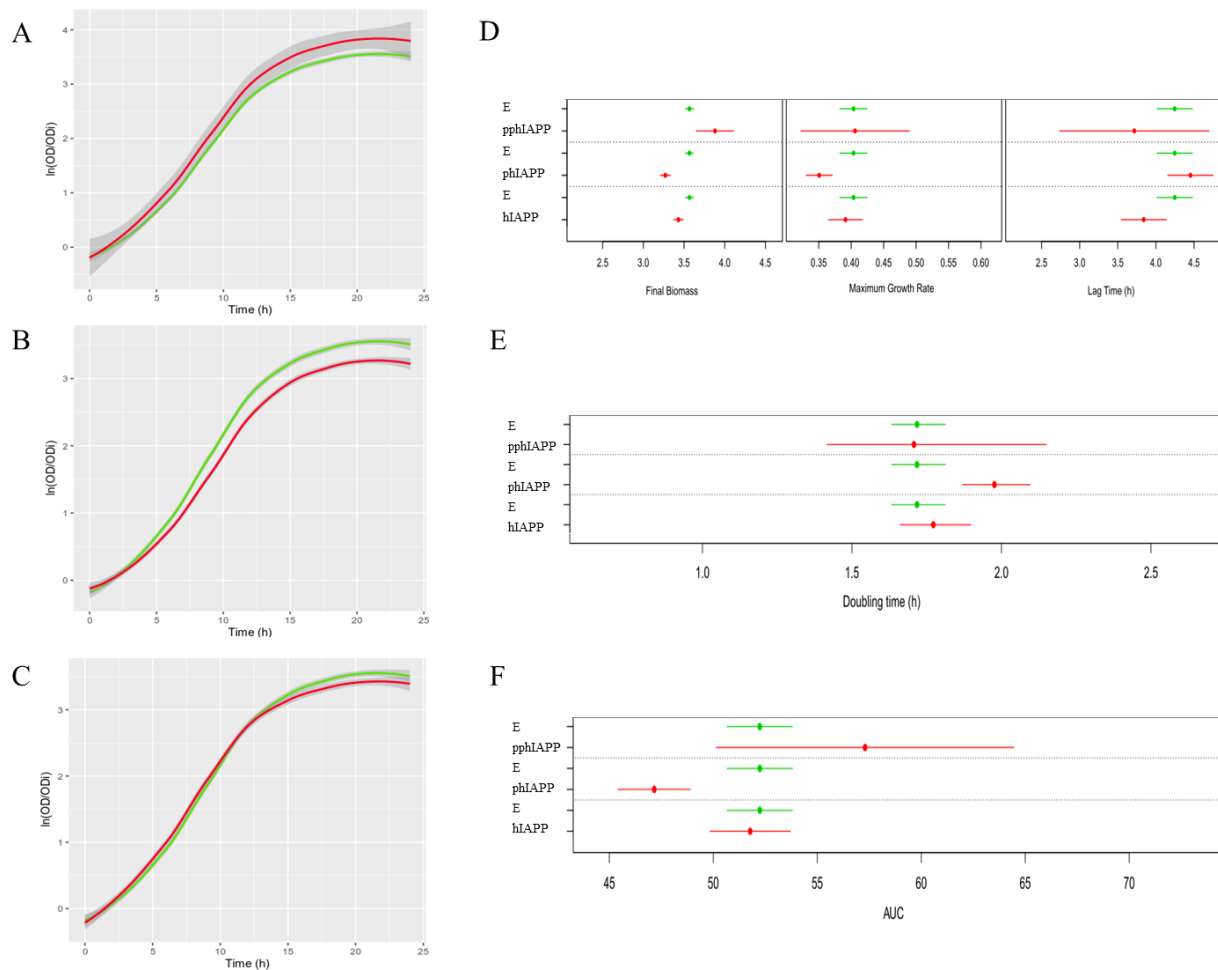 A
4
3
2
1
0
ln(OD/ODi)
0 5 10 15 20 25
Time (h)
B
3
2
1
0
ln(OD/ODi)
0 5 10 15 20 25
Time (h)
C
3
2
1
0
ln(OD/ODi)
0 5 10 15 20 25
Time (h)
D
E
pphIAPP
E
phIAPP
E
hIAPP
2.5 3.0 3.5 4.0 4.5
Final Biomass
0.35 0.40 0.45 0.50 0.55 0.60
Maximum Growth Rate
2.5 3.0 3.5 4.0 4.5
Lag Time (h)
E
E
pphIAPP
E
phIAPP
E
hIAPP
1.0 1.5 2.0 2.5
Doubling time (h)
F
E
pphIAPP
E
phIAPP
E
hIAPP
45 50 55 60 65 70
AUC